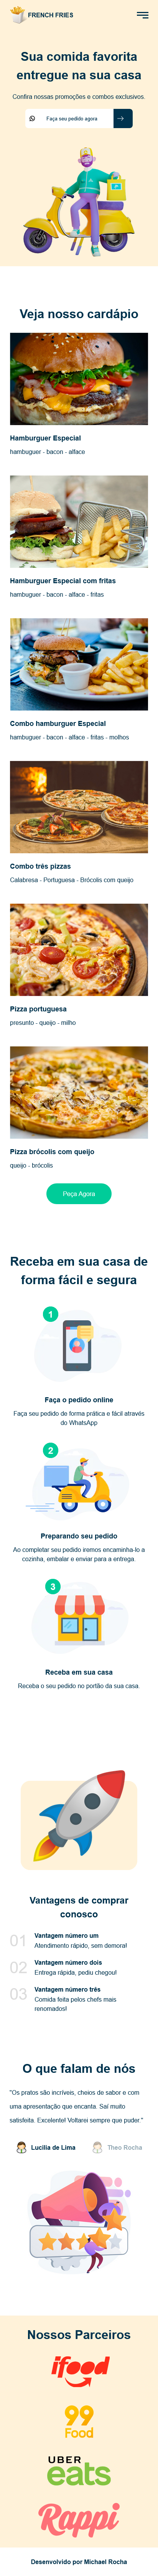 FRENCH FRIES
Sua comida favorita
entregue na sua casa
Confira nossas promoções e combos exclusivos.
Faça seu pedido agora
Veja nosso cardápio
Hamburguer Especial
hamburguer - bacon - alface
Hamburguer Especial com fritas
hamburguer - bacon - alface - fritas
Combo hamburguer Especial
hamburguer - bacon - alface - fritas - molhos
Combo três pizzas
Calabresa - Portuguesa - Brócolis com queijo
Pizza portuguesa
presunto - queijo - milho
Pizza brócolis com queijo
queijo - brócolis
Peça Agora
Receba em sua casa de
forma fácil e segura
1
Faça o pedido online
Faça seu pedido de forma prática e fácil através
do WhatsApp
2
Preparando seu pedido
Ao completar seu pedido iremos encaminha-lo a
cozinha, embalar e enviar para a entrega.
3
Receba em sua casa
Receba o seu pedido no portão da sua casa.
Vantagens de comprar
conosco
01
Vantagem número um
Atendimento rápido, sem demora!
02
Vantagem número dois
Entrega rápida, pediu chegou!
03
Vantagem número três
Comida feita pelos chefs mais
renomados!
O que falam de nós
"Os pratos são incríveis, cheios de sabor e com
uma apresentação que encanta. Saí muito
satisfeita. Excelente! Voltarei sempre que puder."
Lucilia de Lima
Theo Rocha
Nossos Parceiros
ifood
99
Food
UBER
eats
Rappi
Desenvolvido por Michael Rocha